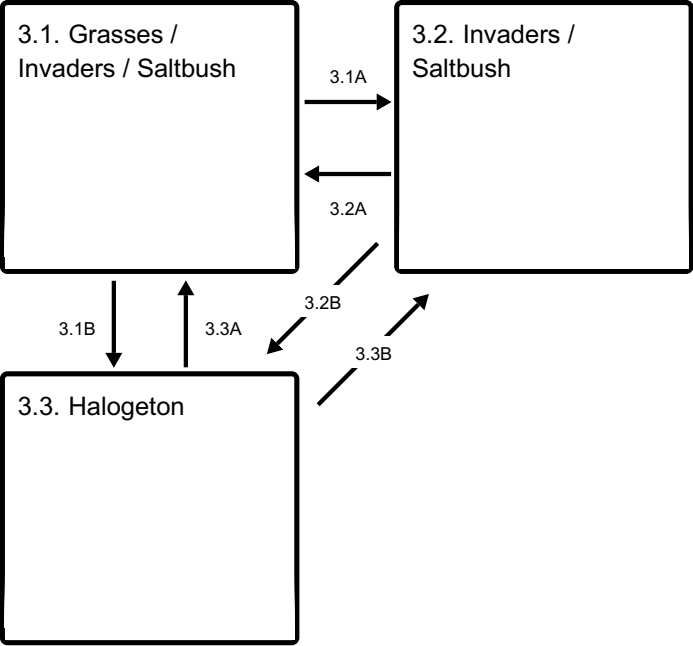 3.1. Grasses /
Invaders / Saltbush
3.2. Invaders /
Saltbush
3.1A
3.2A
3.2B
3.1B
3.3A
3.3B
3.3. Halogeton